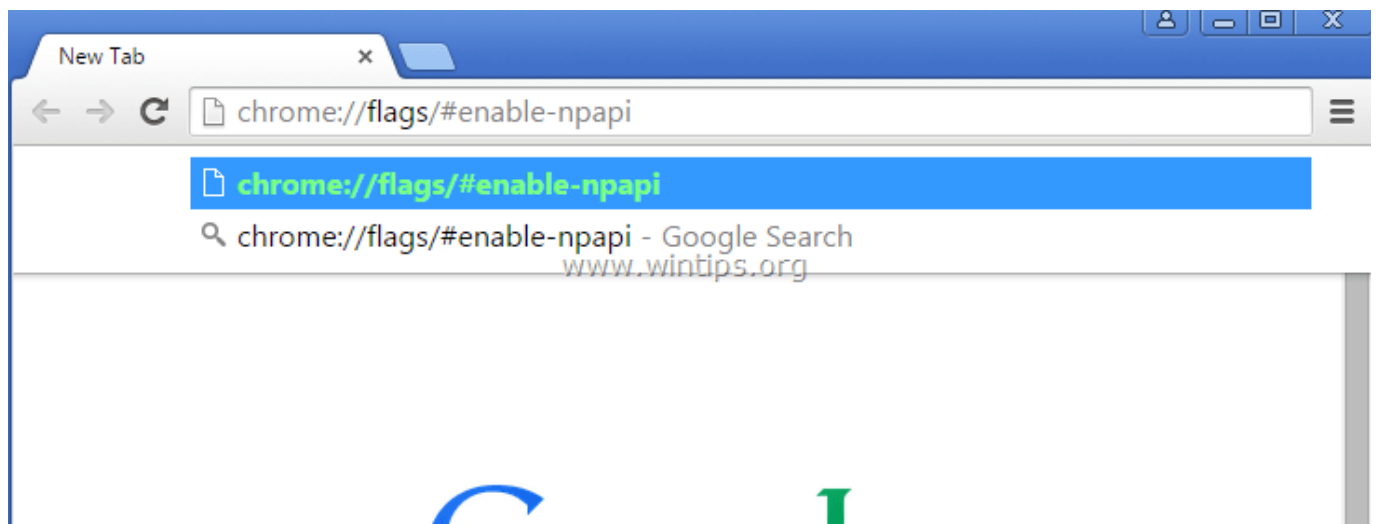 New Tab
chrome://flags/#enable-npapi
chrome://flags/#enable-npapi
chrome://flags/#enable-npapi - Google Search
www.wintips.org